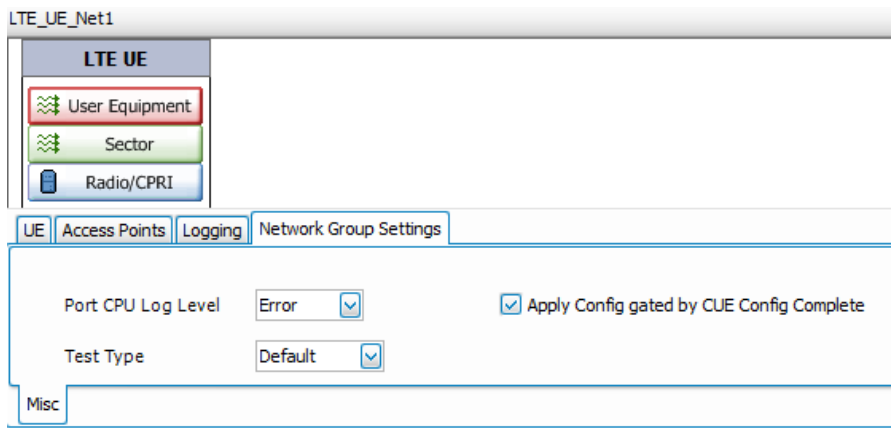 LTE_UE_Net1
LTE UE
User Equipment
Sector
Radio/CPRI
UE Access Points Logging Network Group Settings
Port CPU Log Level Error Apply Config gated by CUE Config Complete
Test Type Default
Misc